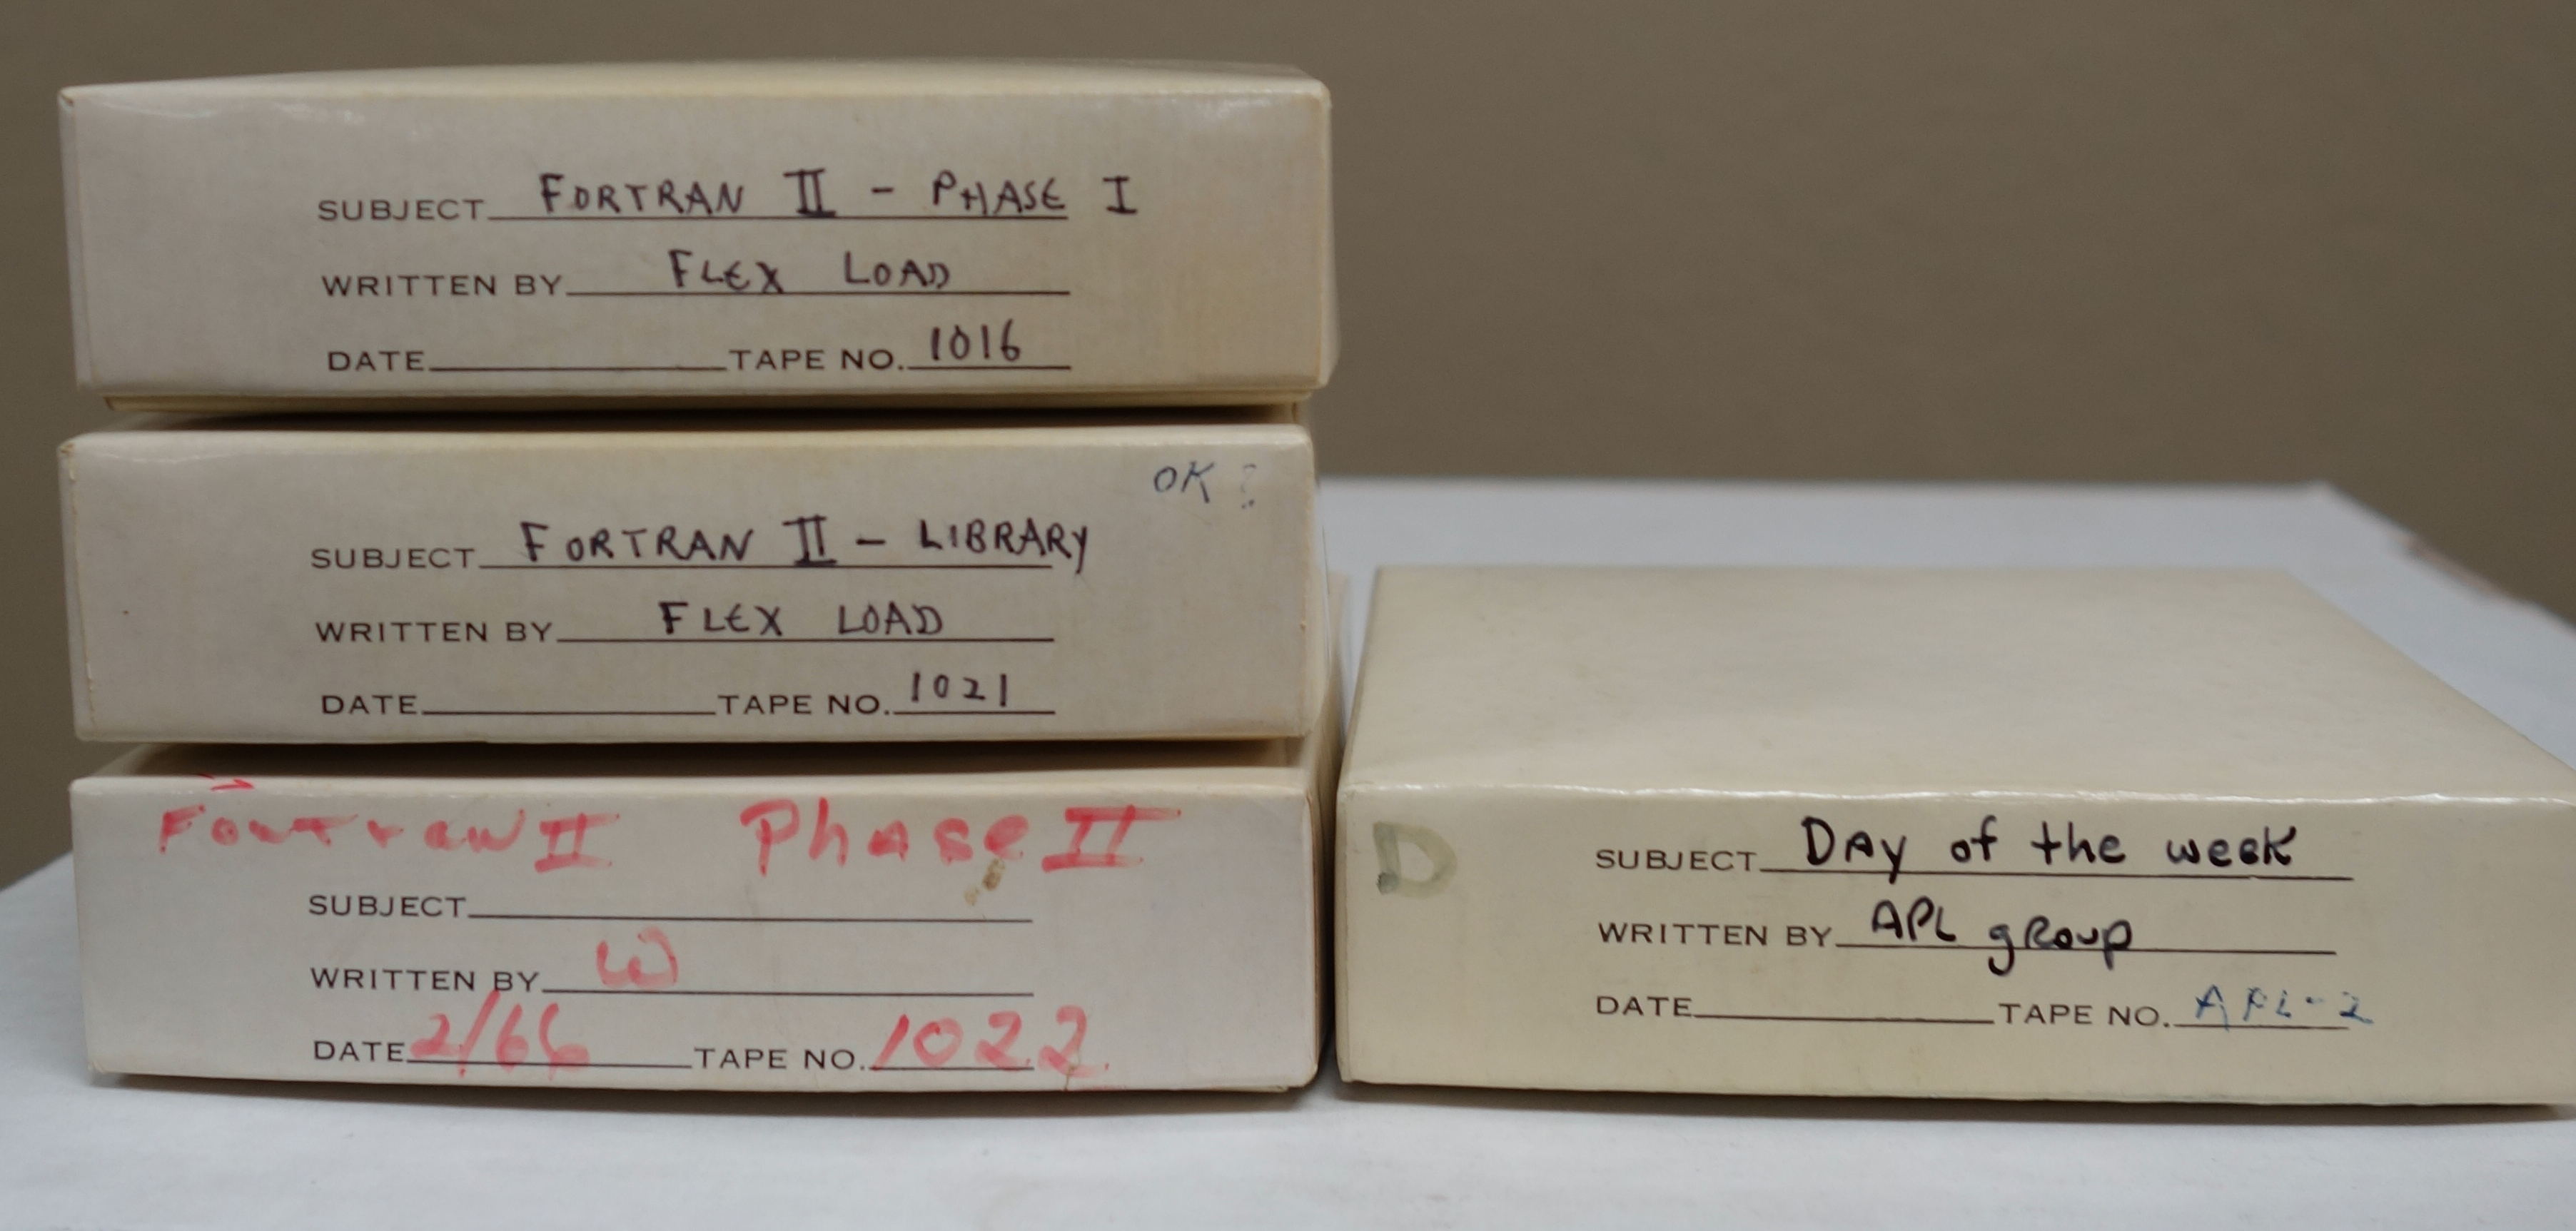 SUBJECT FORTRAN II - PHASE I
WRITTEN BY FLEX LOAD
DATE TAPE NO. 1016
OK ?
SUBJECT FORTRAN II - LIBRARY
WRITTEN BY FLEX LOAD
DATE TAPE NO. 1021
Fortran II Phase II
SUBJECT
WRITTEN BY W
DATE 2/66 TAPE NO. 1022
D
SUBJECT DAY of the week
WRITTEN BY APL gRoup
DATE TAPE NO. APL-2